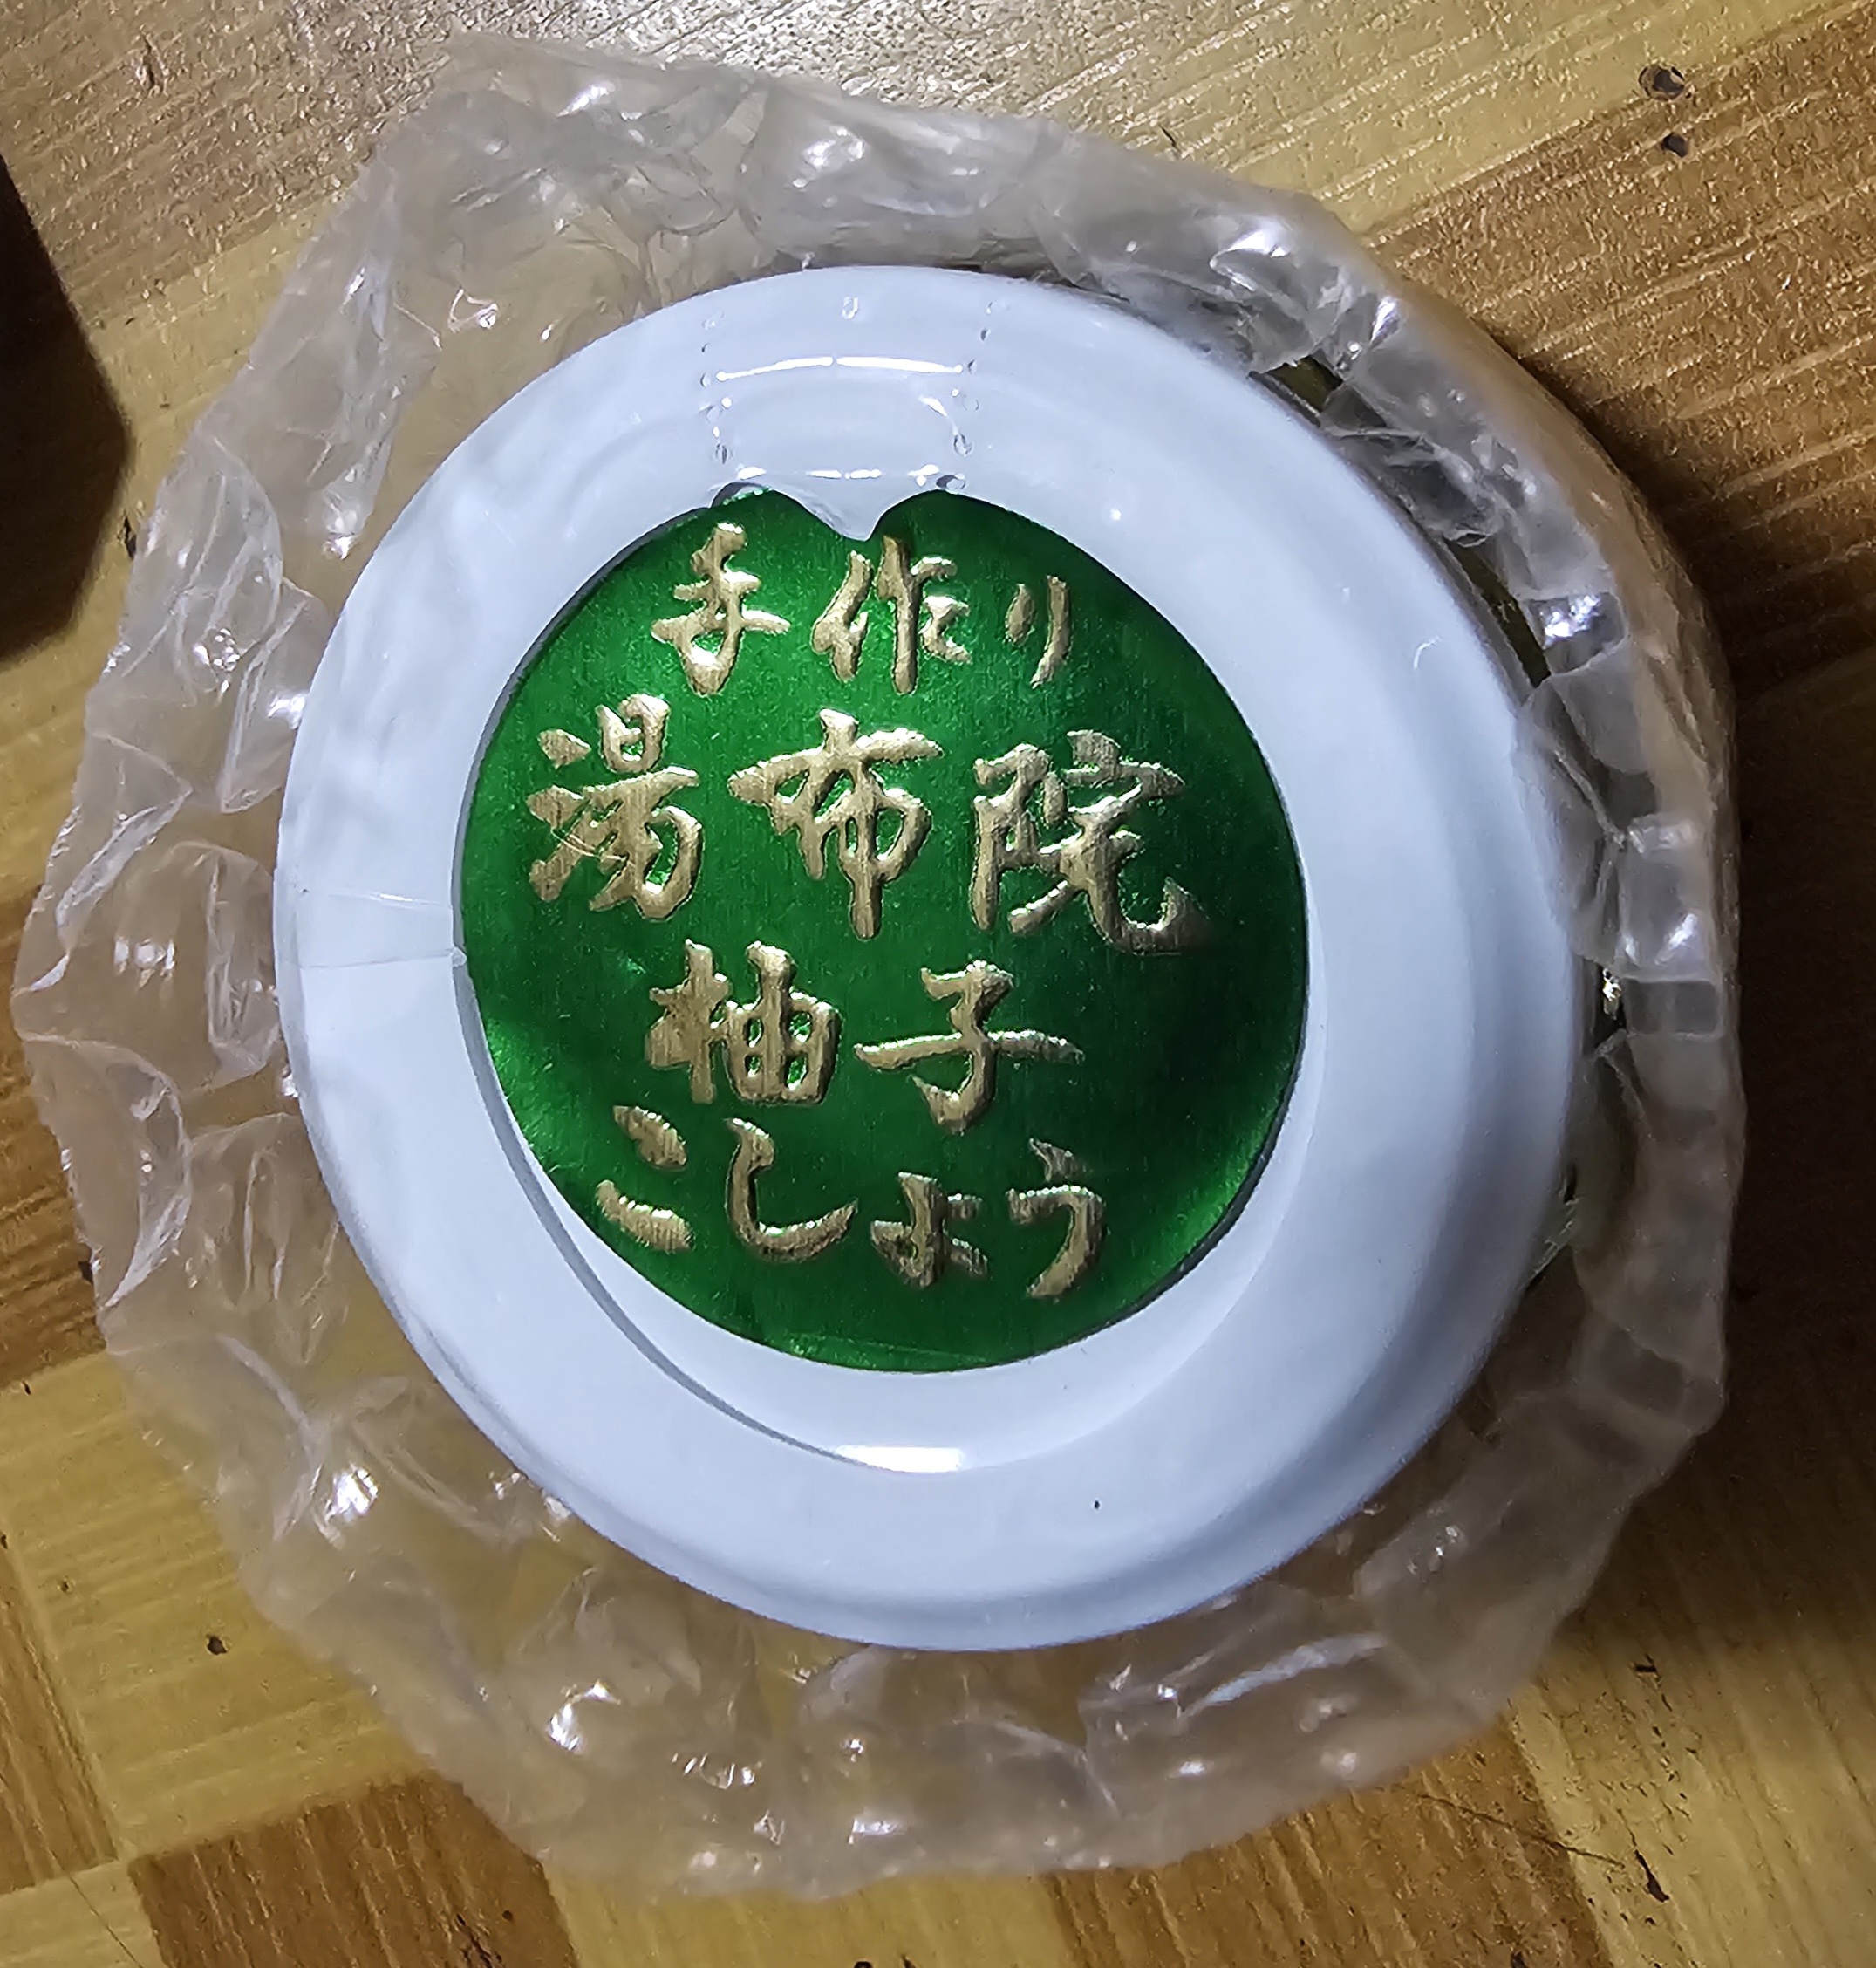 手作り
湯布院
柚子
こしょう